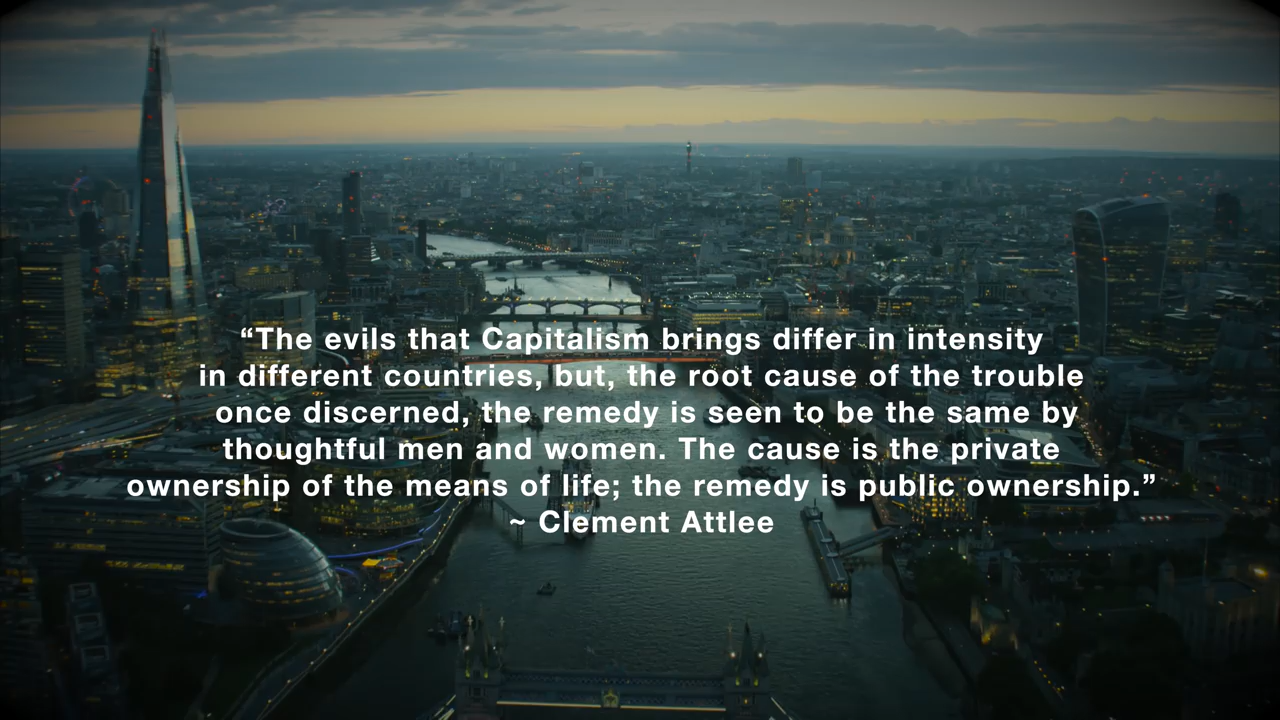 “The evils that Capitalism brings differ in intensity
in different countries, but, the root cause of the trouble
once discerned, the remedy is seen to be the same by
thoughtful men and women. The cause is the private
ownership of the means of life; the remedy is public ownership.”
~ Clement Attlee